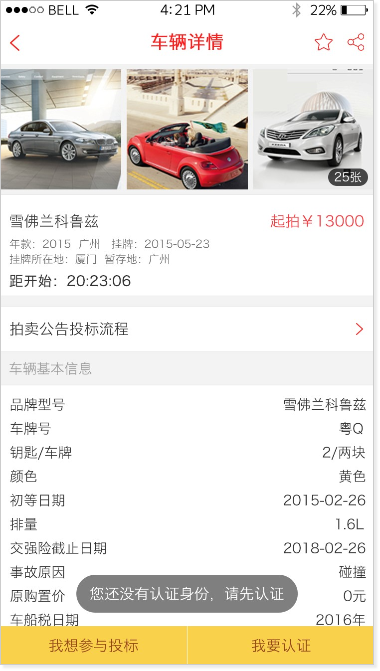 BELL 4:21 PM 22%
车辆详情
25张
雪佛兰科鲁兹 起拍￥13000
年款：2015 广州 挂牌：2015-05-23
挂牌所在地：厦门 暂存地：广州
距开始：20:23:06
拍卖公告投标流程
车辆基本信息
品牌型号 雪佛兰科鲁兹
车牌号 粤Q
钥匙/车牌 2/两块
颜色 黄色
初等日期 2015-02-26
排量 1.6L
交强险截止日期 2018-02-26
事故原因 碰撞
您还没有认证身份，请先认证
原购置价 0元
车船税日期 2016年
我想参与投标 我要认证